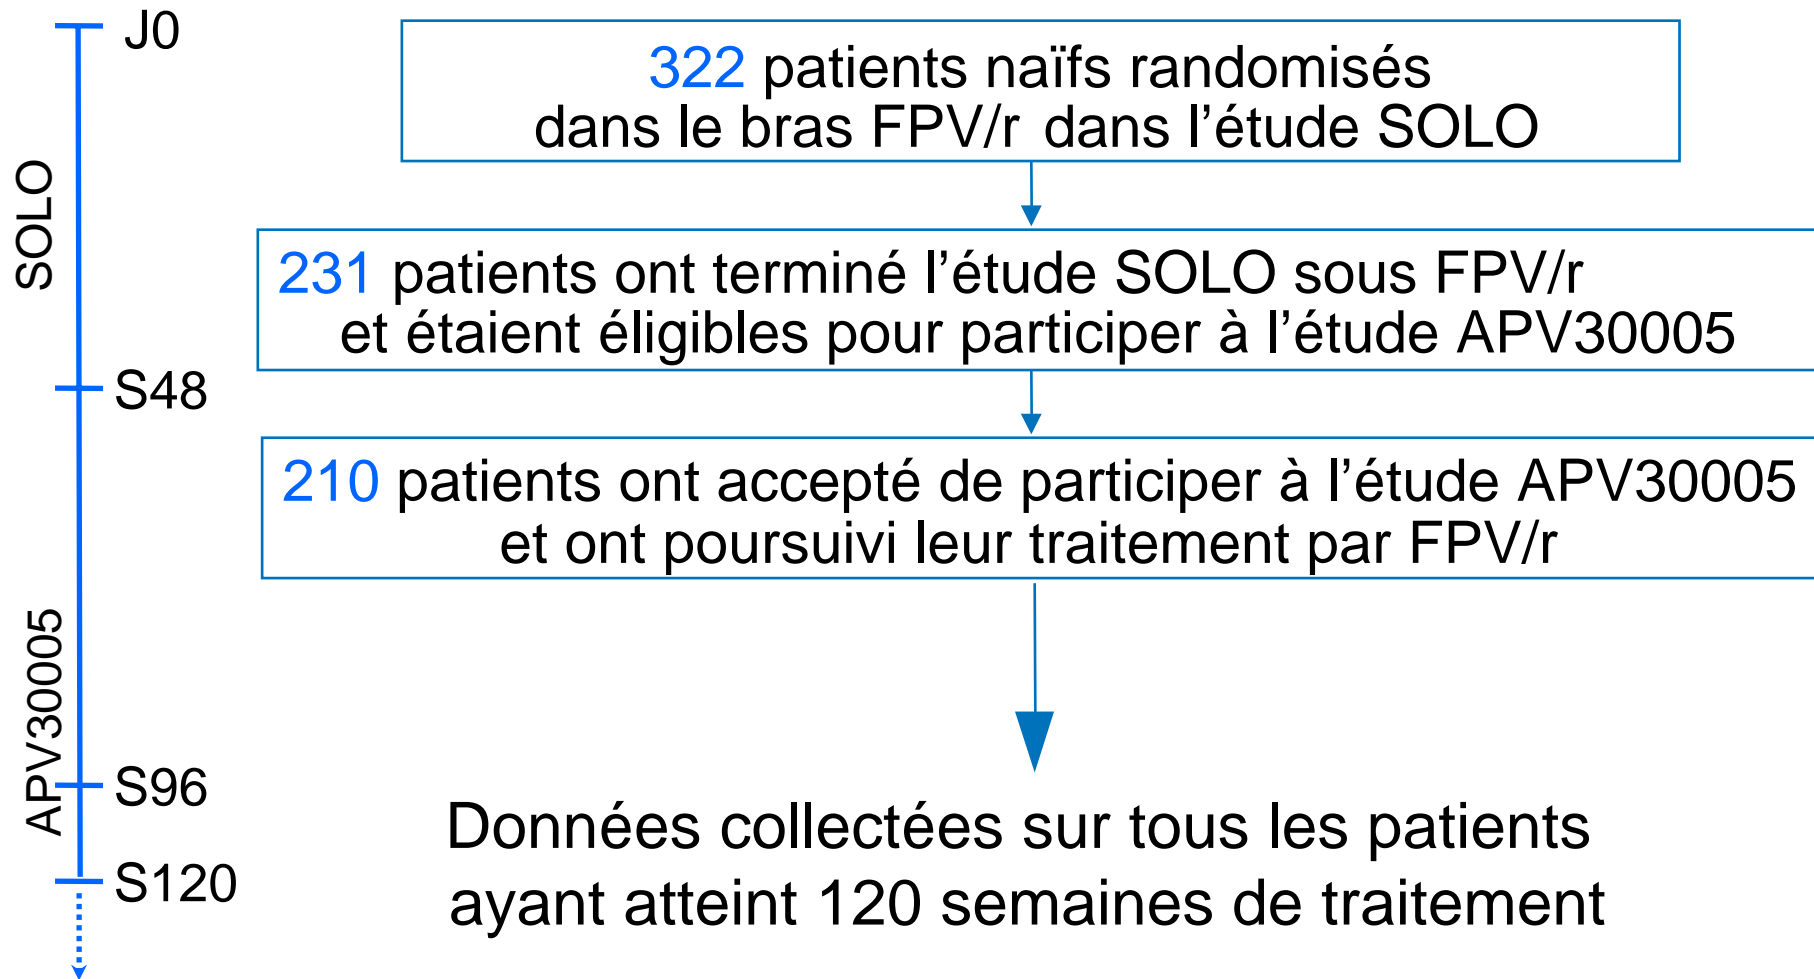 J0
322 patients naïfs randomisés
dans le bras FPV/r dans l’étude SOLO
SOLO
231 patients ont terminé l’étude SOLO sous FPV/r
et étaient éligibles pour participer à l’étude APV30005
S48
210 patients ont accepté de participer à l’étude APV30005
et ont poursuivi leur traitement par FPV/r
APV30005
S96
Données collectées sur tous les patients
S120
ayant atteint 120 semaines de traitement